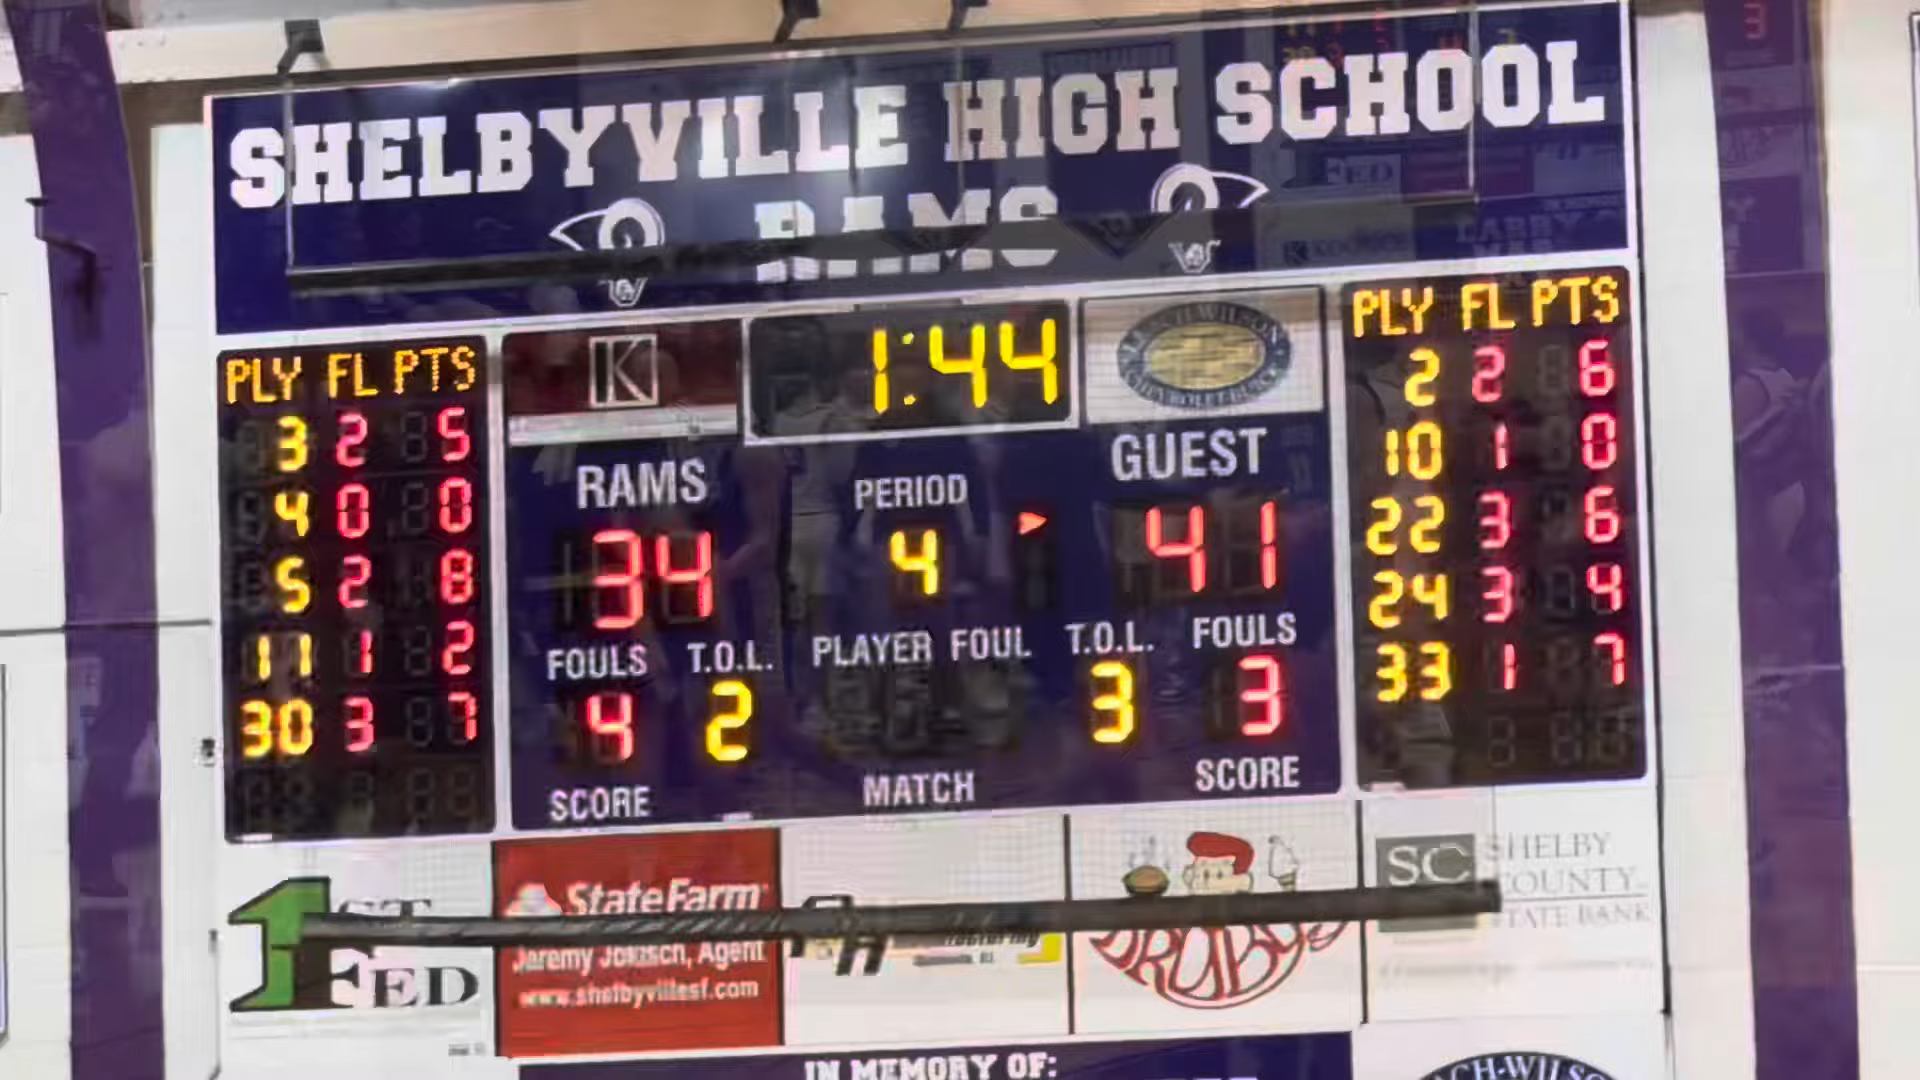 SHELBYVILLE HIGH SCHOOL
RAMS
PLY FL PTS
3 2 5
4 0 0
5 2 8
11 1 2
30 3 7
K
1:44
RAMS
PERIOD
GUEST
34
4
41
FOULS T.O.L. PLAYER FOUL T.O.L. FOULS
4 2 3 3
SCORE MATCH SCORE
PLY FL PTS
2 2 6
10 1 0
22 3 6
24 3 4
33 1 7
1ST
FED
StateFarm
Jeremy Jokisch, Agent
www.shelbyvillesf.com
SC
SHELBY
COUNTY
STATE BANK
IN MEMORY OF: